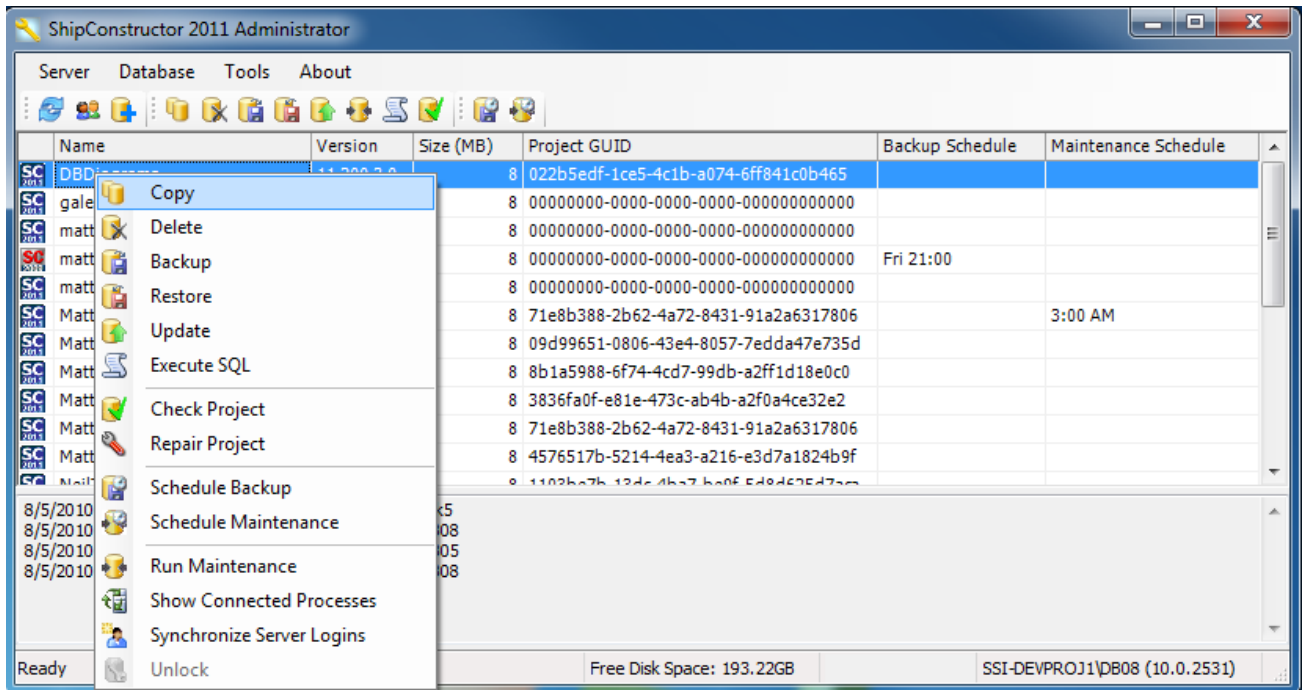 ShipConstructor 2011 Administrator
Server Database Tools About
Name Version Size (MB) Project GUID Backup Schedule Maintenance Schedule
8 022b5edf-1ce5-4c1b-a074-6ff841c0b465
gale 8 00000000-0000-0000-0000-000000000000
matt 8 00000000-0000-0000-0000-000000000000
matt 8 00000000-0000-0000-0000-000000000000 Fri 21:00
matt 8 00000000-0000-0000-0000-000000000000
Matt 8 71e8b388-2b62-4a72-8431-91a2a6317806 3:00 AM
Matt 8 09d99651-0806-43e4-8057-7edda47e735d
Matt 8 8b1a5988-6f74-4cd7-99db-a2ff1d18e0c0
Matt 8 3836fa0f-e81e-473c-ab4b-a2f0a4ce32e2
Matt 8 71e8b388-2b62-4a72-8431-91a2a6317806
Matt 8 4576517b-5214-4ea3-a216-e3d7a1824b9f
Copy
Delete
Backup
Restore
Update
Execute SQL
Check Project
Repair Project
Schedule Backup
Schedule Maintenance
Run Maintenance
Show Connected Processes
Synchronize Server Logins
Unlock
8/5/2010
8/5/2010
8/5/2010
8/5/2010
Ready Free Disk Space: 193.22GB SSI-DEVPROJ1\DB08 (10.0.2531)